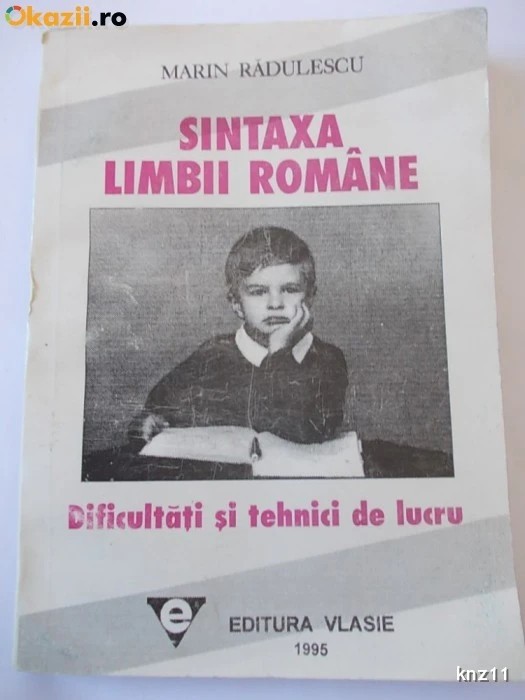 Okazii.ro
MARIN RĂDULESCU
SINTAXA
LIMBII ROMÂNE
Dificultăți și tehnici de lucru
e
EDITURA VLASIE
1995
knz11